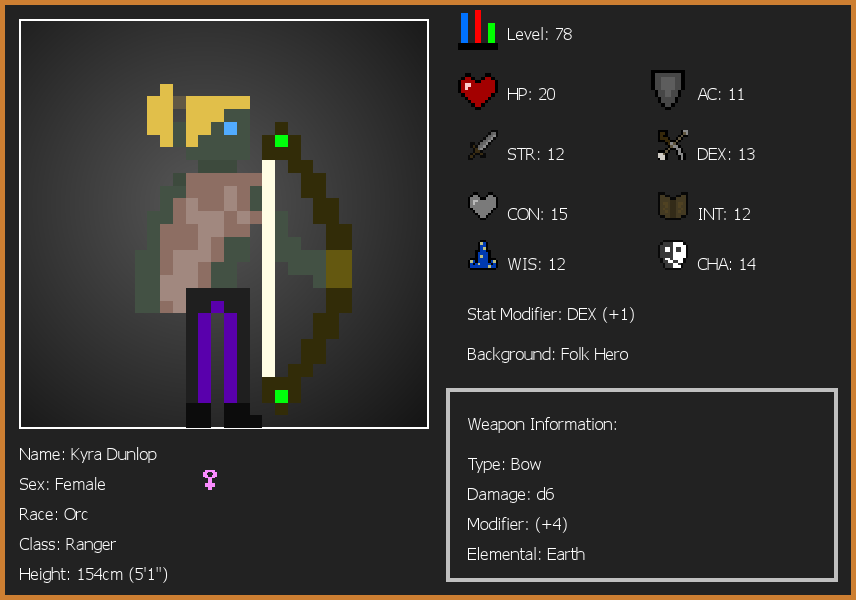 Level: 78
HP: 20
AC: 11
STR: 12
DEX: 13
CON: 15
INT: 12
WIS: 12
CHA: 14
Stat Modifier: DEX (+1)
Background: Folk Hero
Weapon Information:
Type: Bow
Damage: d6
Modifier: (+4)
Elemental: Earth
Name: Kyra Dunlop
Sex: Female
Race: Orc
Class: Ranger
Height: 154cm (5'1")